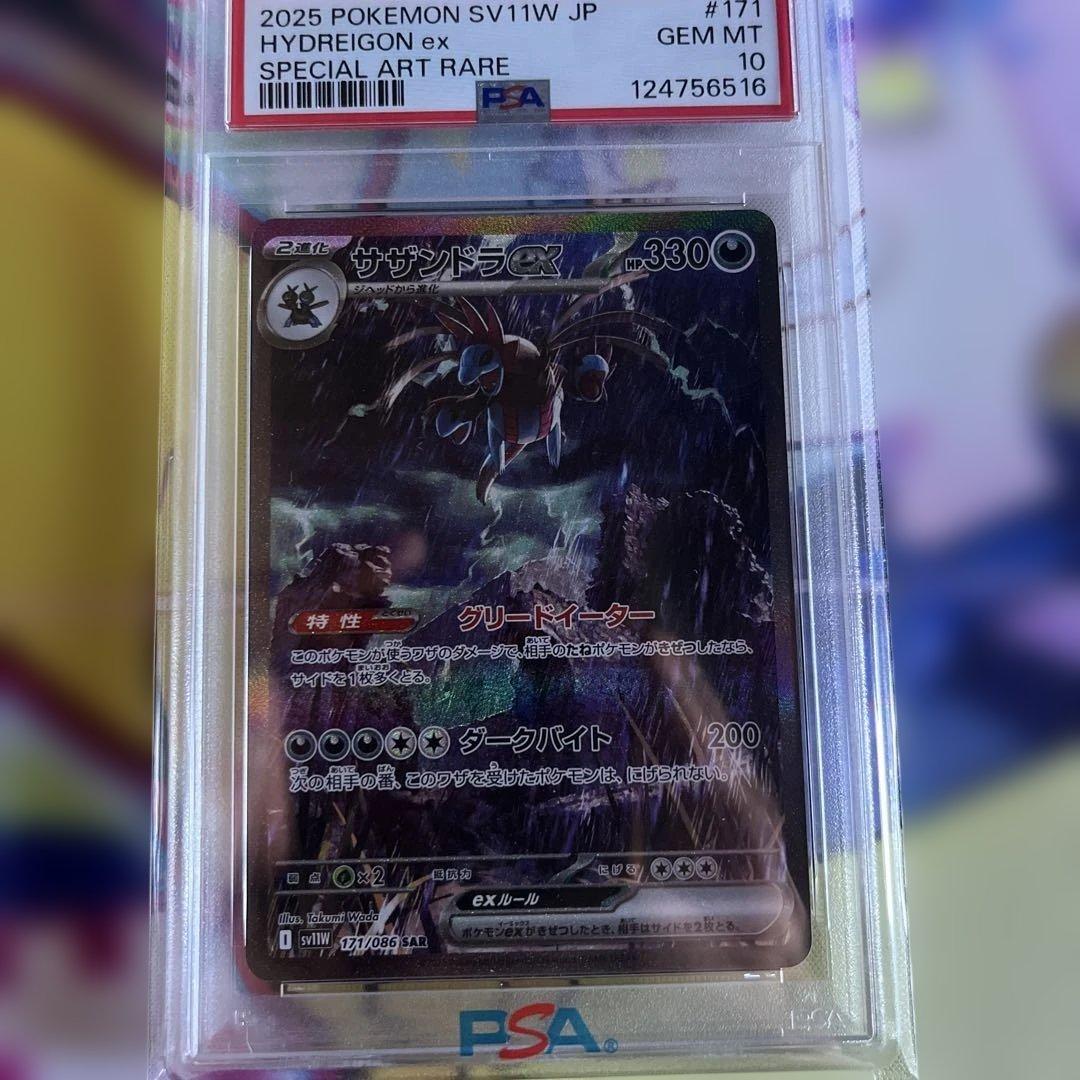 2025 POKEMON SV11W JP #171
HYDREIGON ex GEM MT
SPECIAL ART RARE 10
PSA 124756516
2進化 サザンドラex HP330
ジヘッドから進化
特性 グリードイーター
このポケモンが使うワザのダメージで、相手のたねポケモンがきぜつしたなら、
サイドを1枚多くとる。
ダークバイト 200
次の相手の番、このワザを受けたポケモンは、にげられない。
弱点 ×2 抵抗力 にげる
exルール
ポケモンexがきぜつしたとき、相手はサイドを2枚とる。
Illus. Takumi Wada
I SV11W 171/086 SAR
PSA®